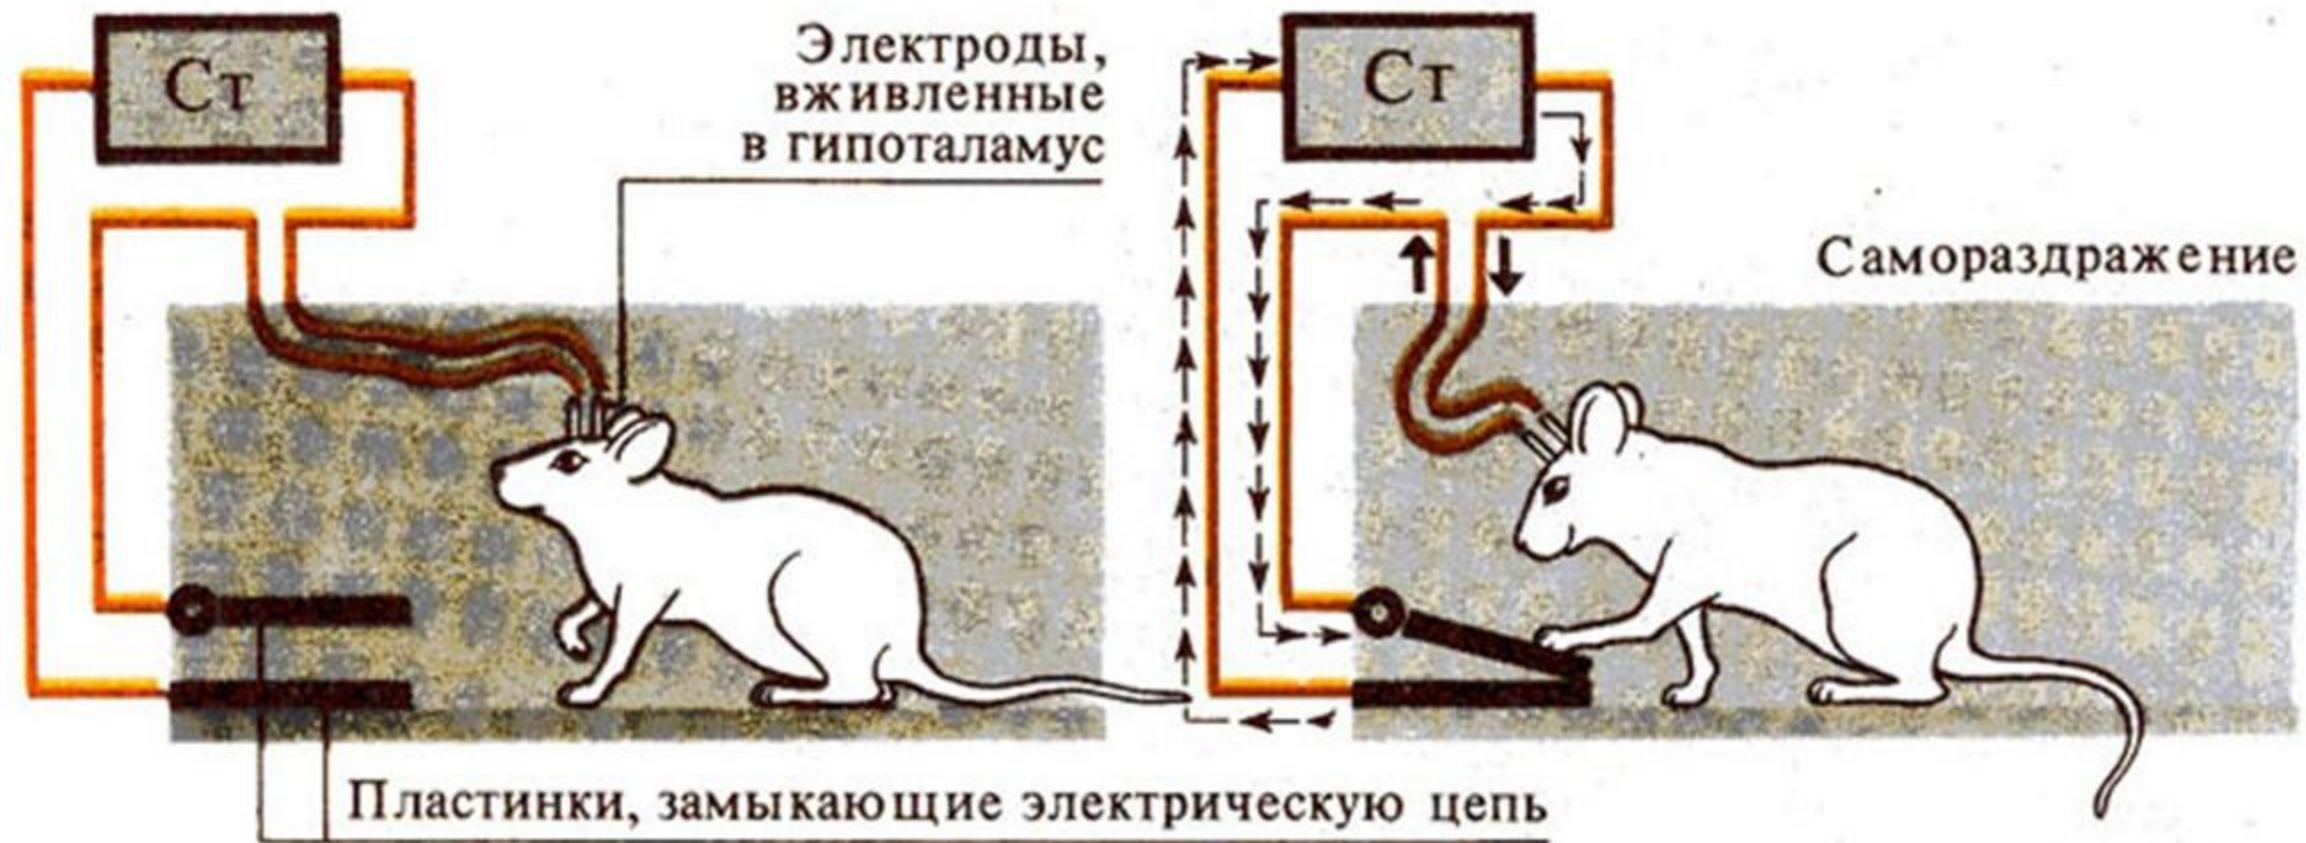 Ст
Электроды,
вживленные
в гипоталамус
Ст
Самораздражение
Пластинки, замыкающие электрическую цепь